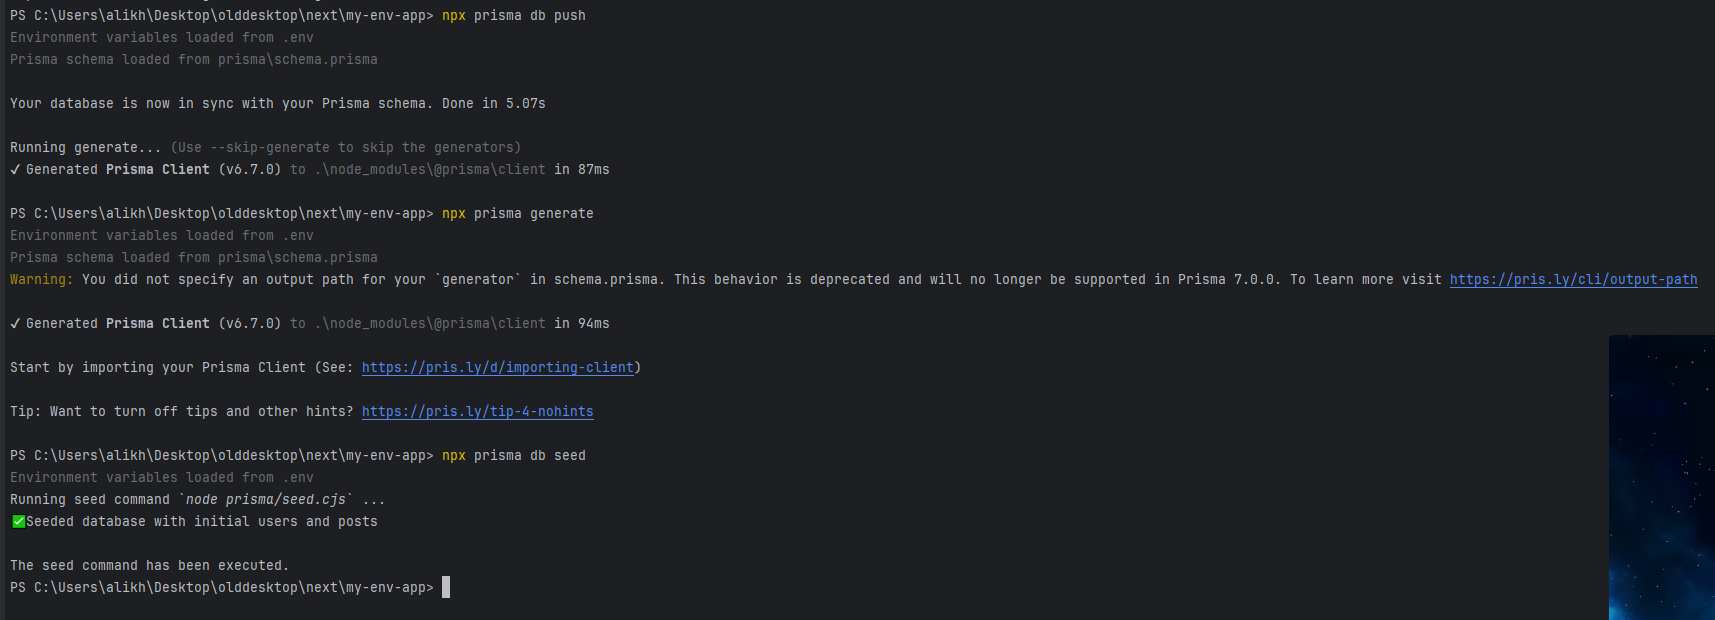 PS C:\Users\alikh\Desktop\olddesktop\next\my-env-app> npx prisma db push
Environment variables loaded from .env
Prisma schema loaded from prisma\schema.prisma
Your database is now in sync with your Prisma schema. Done in 5.07s
Running generate... (Use --skip-generate to skip the generators)
✓ Generated Prisma Client (v6.7.0) to .\node_modules\@prisma\client in 87ms
PS C:\Users\alikh\Desktop\olddesktop\next\my-env-app> npx prisma generate
Environment variables loaded from .env
Prisma schema loaded from prisma\schema.prisma
Warning: You did not specify an output path for your `generator` in schema.prisma. This behavior is deprecated and will no longer be supported in Prisma 7.0.0. To learn more visit https://pris.ly/cli/output-path
✓ Generated Prisma Client (v6.7.0) to .\node_modules\@prisma\client in 94ms
Start by importing your Prisma Client (See: https://pris.ly/d/importing-client)
Tip: Want to turn off tips and other hints? https://pris.ly/tip-4-nohints
PS C:\Users\alikh\Desktop\olddesktop\next\my-env-app> npx prisma db seed
Environment variables loaded from .env
Running seed command `node prisma/seed.cjs` ...
✅Seeded database with initial users and posts
The seed command has been executed.
PS C:\Users\alikh\Desktop\olddesktop\next\my-env-app>